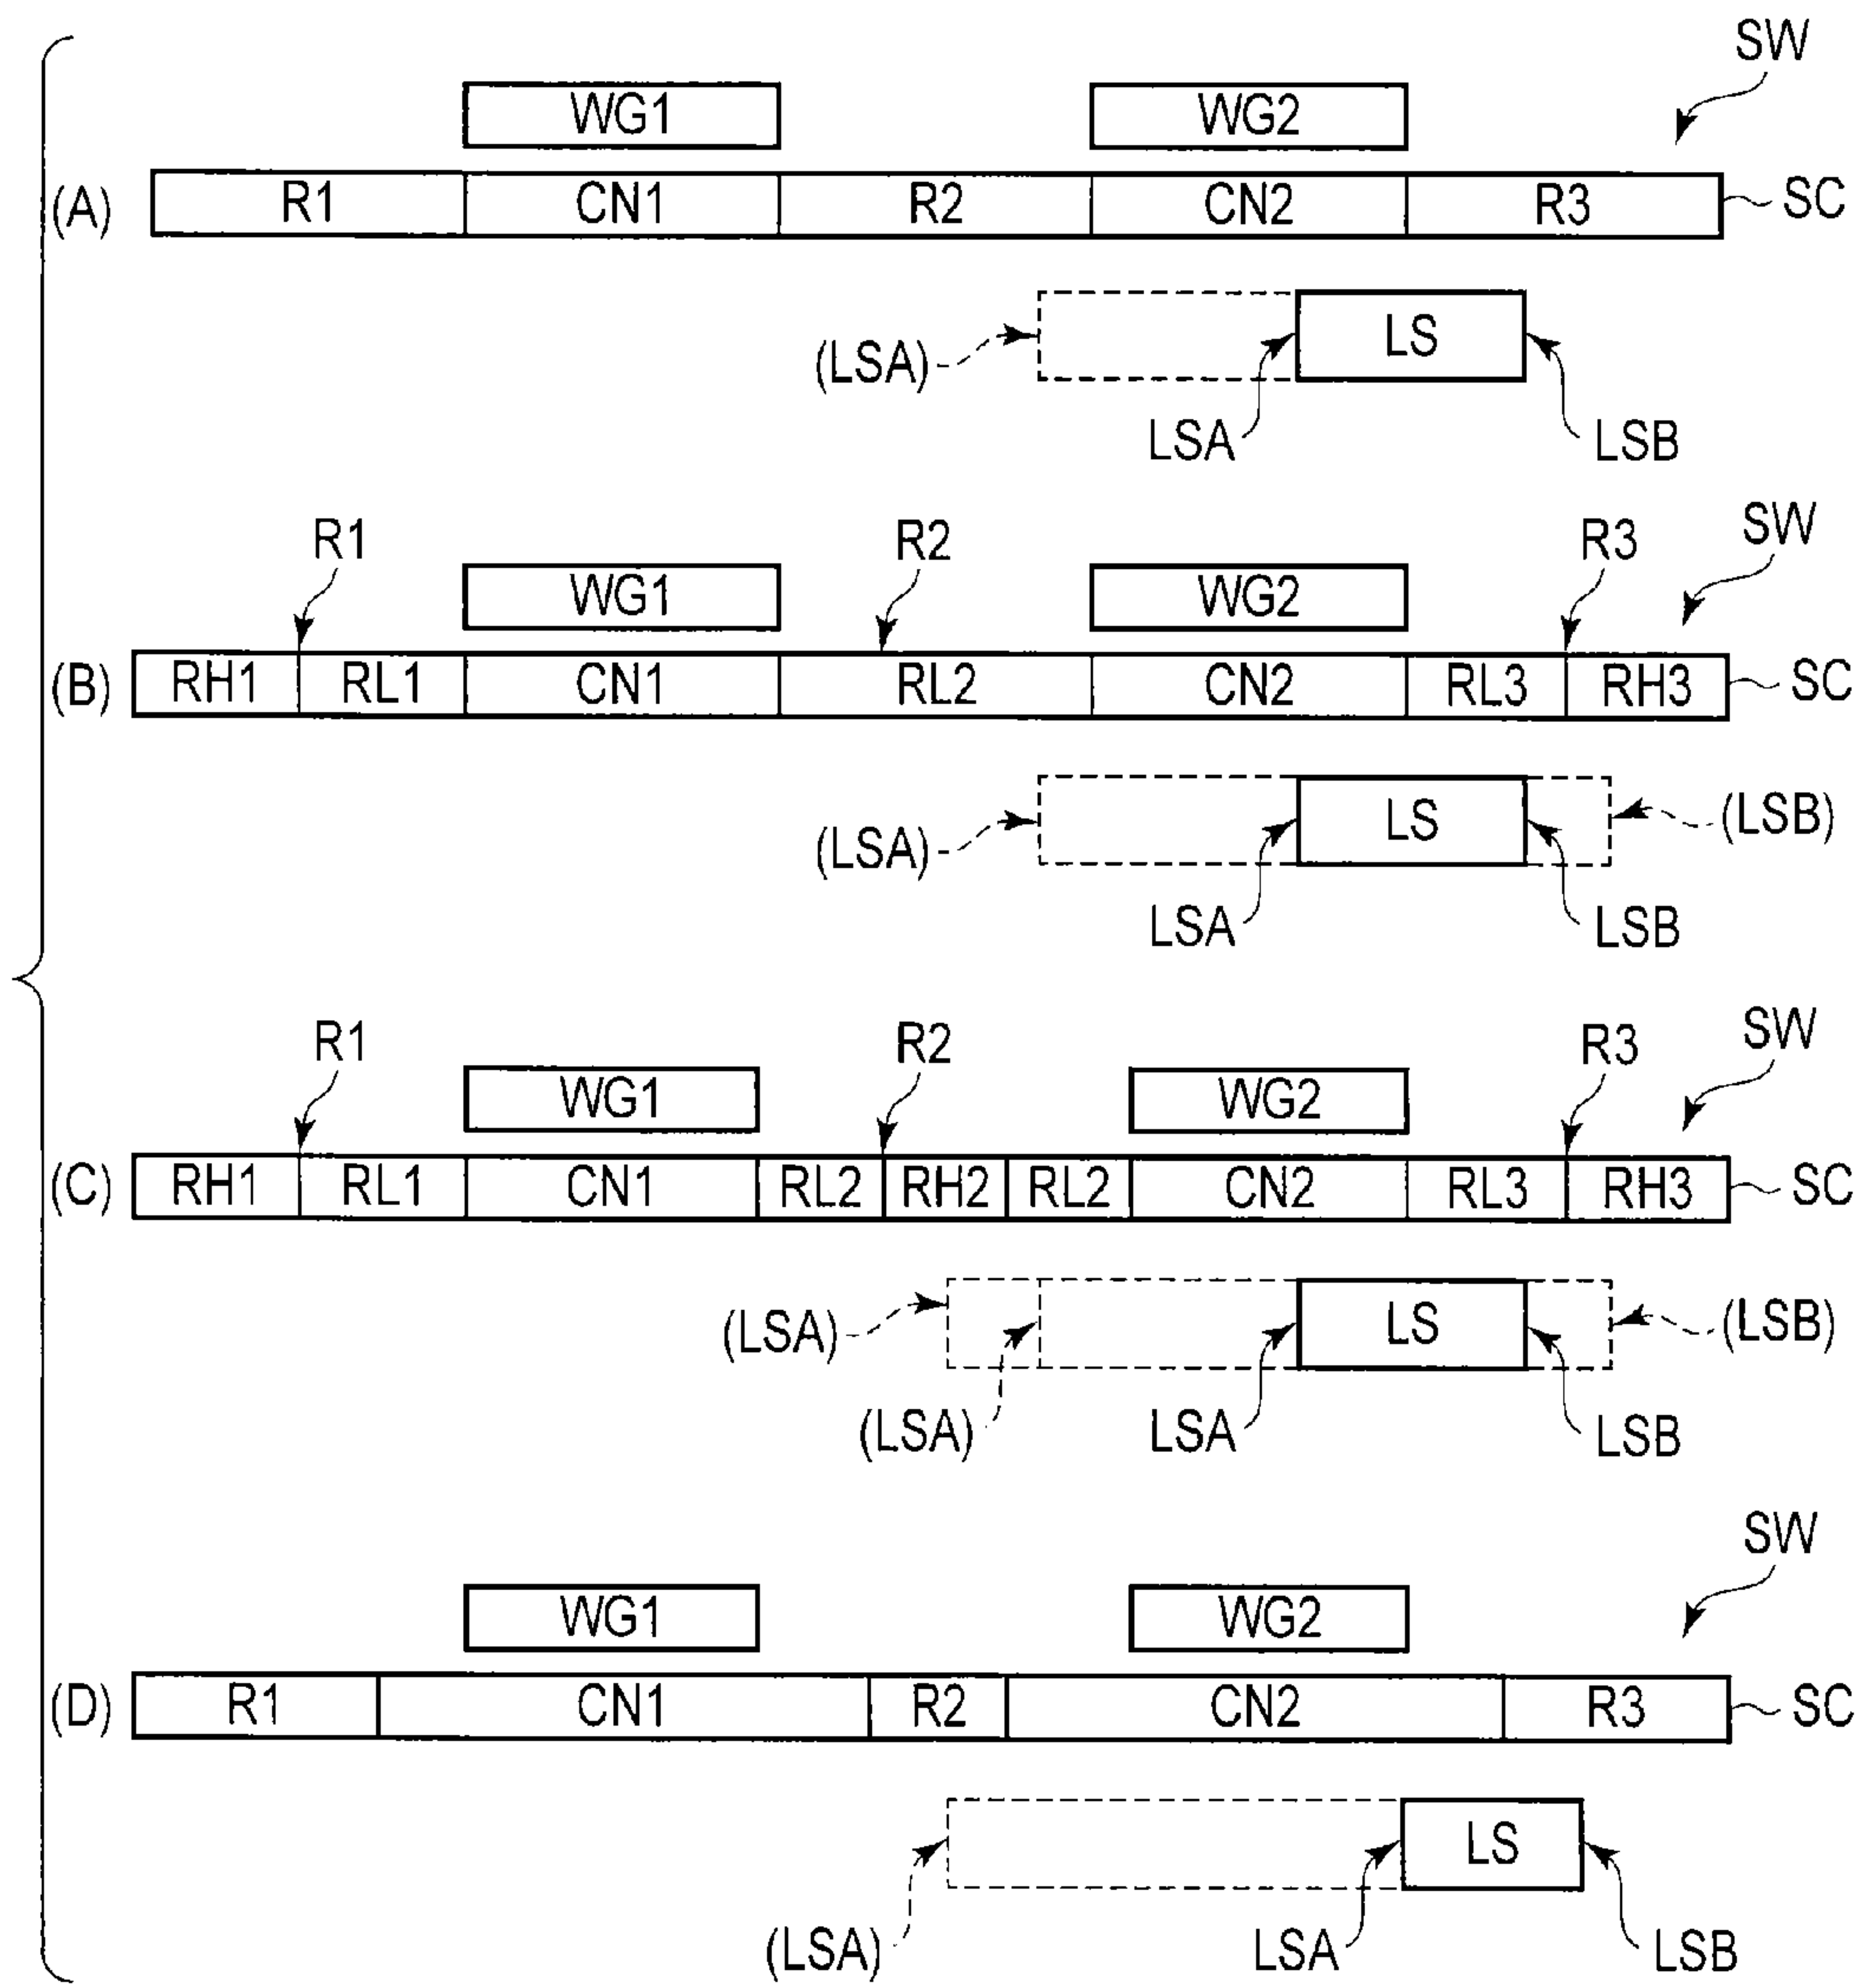 SW
WG1 WG2
(A) R1 CN1 R2 CN2 R3 SC
(LSA) LS
LSA LSB
R1 R2 R3 SW
WG1 WG2
(B) RH1 RL1 CN1 RL2 CN2 RL3 RH3 SC
(LSA) LS (LSB)
LSA LSB
R1 R2 R3 SW
WG1 WG2
(C) RH1 RL1 CN1 RL2 RH2 RL2 CN2 RL3 RH3 SC
(LSA) LS (LSB)
(LSA) LSA LSB
SW
WG1 WG2
(D) R1 CN1 R2 CN2 R3 SC
LS
(LSA) LSA LSB